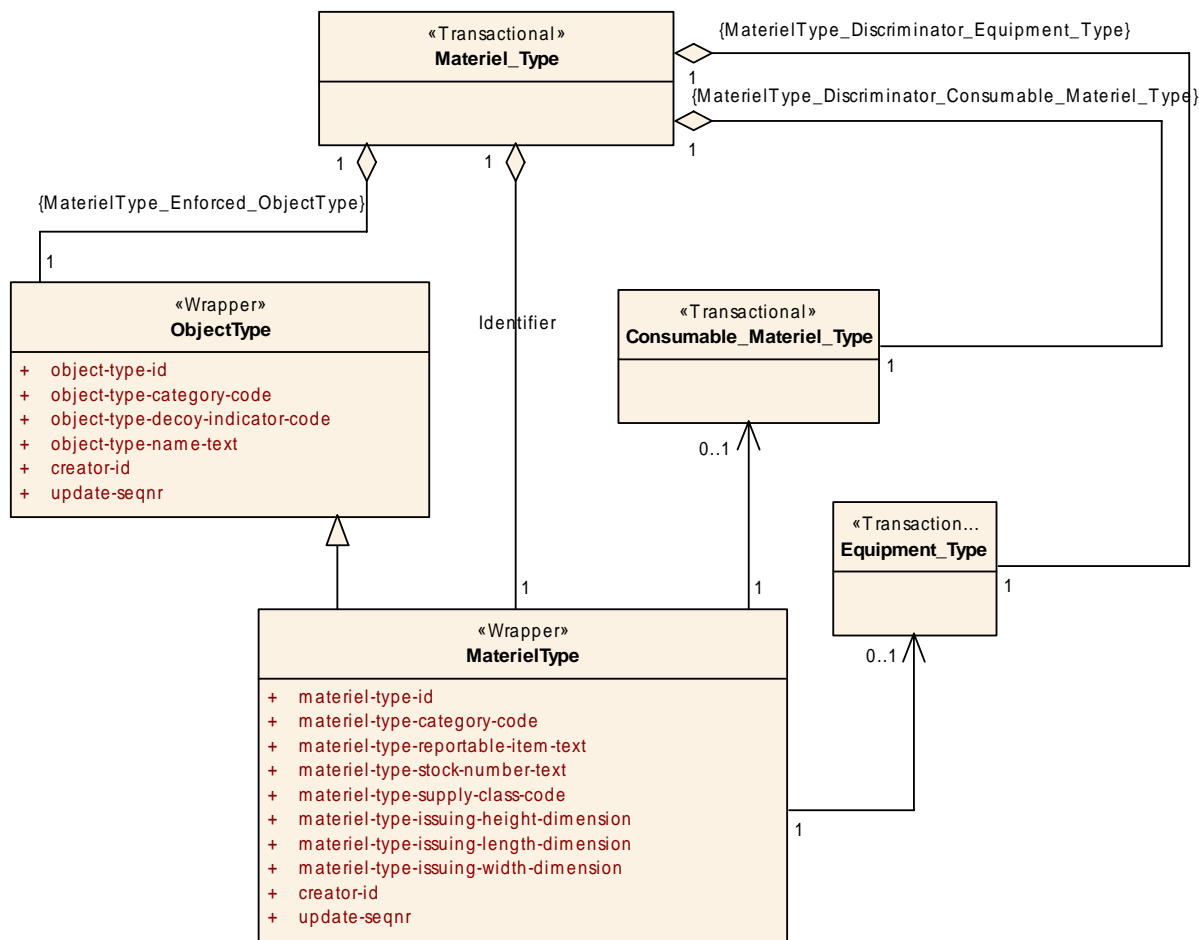 «Transactional»
Materiel_Type
{MaterielType_Discriminator_Equipment_Type}
1
{MaterielType_Discriminator_Consumable_Materiel_Type}
1
1
1
{MaterielType_Enforced_ObjectType}
1
«Wrapper»
ObjectType
+ object-type-id
+ object-type-category-code
+ object-type-decoy-indicator-code
+ object-type-name-text
+ creator-id
+ update-seqnr
Identifier
«Transactional»
Consumable_Materiel_Type
1
0..1
«Transaction...
Equipment_Type
1
0..1
1
1
«Wrapper»
MaterielType
+ materiel-type-id
+ materiel-type-category-code
+ materiel-type-reportable-item-text
+ materiel-type-stock-number-text
+ materiel-type-supply-class-code
+ materiel-type-issuing-height-dimension
+ materiel-type-issuing-length-dimension
+ materiel-type-issuing-width-dimension
+ creator-id
+ update-seqnr
1